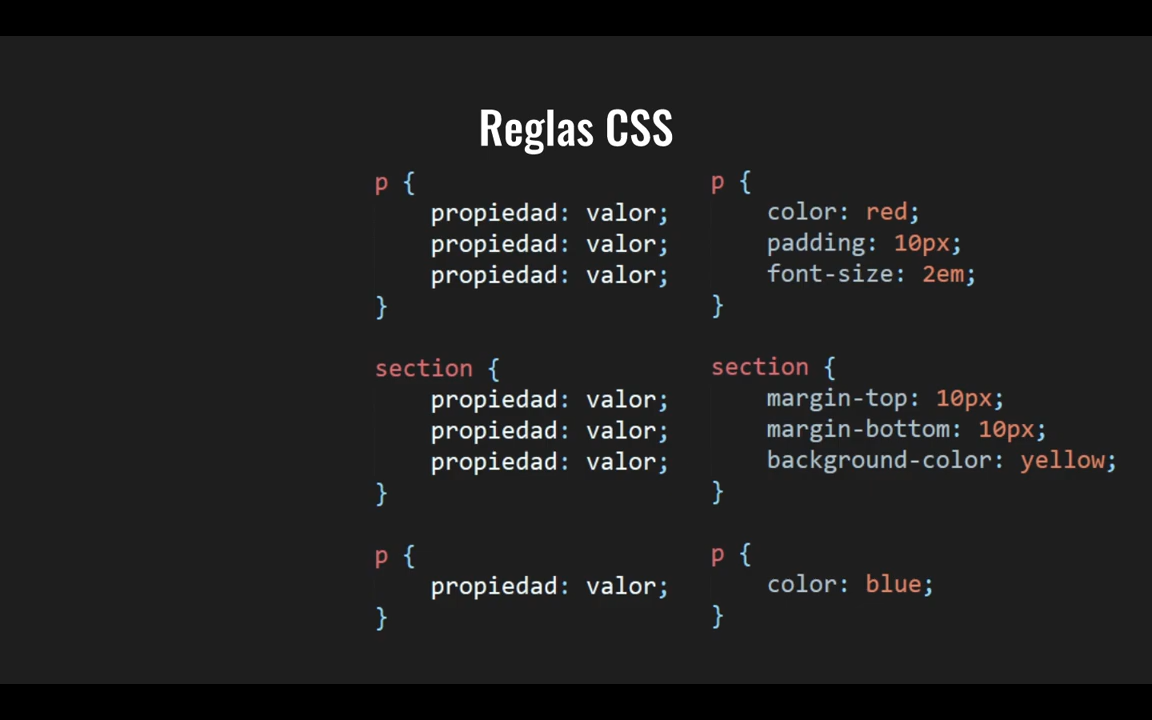 Reglas CSS
p {
propiedad: valor;
propiedad: valor;
propiedad: valor;
}
section {
propiedad: valor;
propiedad: valor;
propiedad: valor;
}
p {
propiedad: valor;
}
p {
color: red;
padding: 10px;
font-size: 2em;
}
section {
margin-top: 10px;
margin-bottom: 10px;
background-color: yellow;
}
p {
color: blue;
}